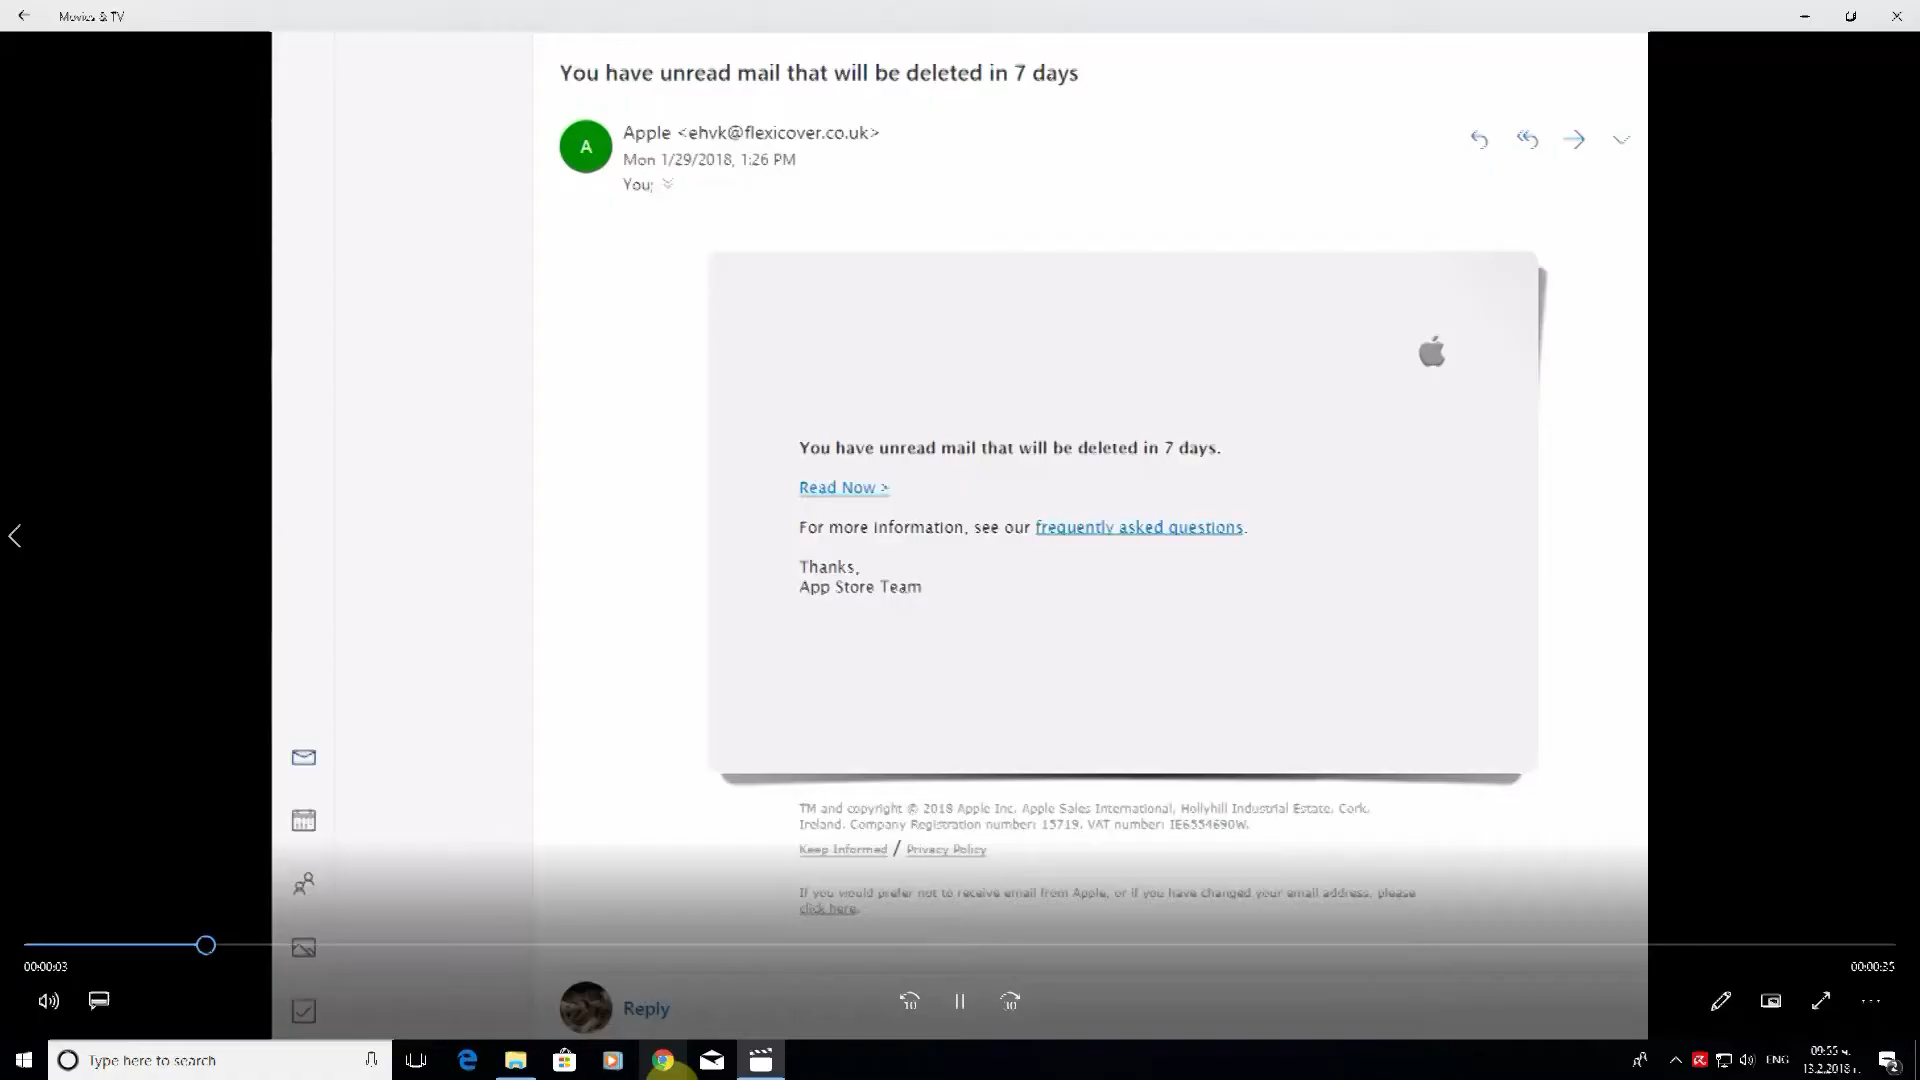 Movies & TV
You have unread mail that will be deleted in 7 days
A
Apple <ehvk@flexicover.co.uk>
Mon 1/29/2018, 1:26 PM
You;
You have unread mail that will be deleted in 7 days.
Read Now >
For more information, see our frequently asked questions.
Thanks,
App Store Team
TM and copyright © 2018 Apple Inc. Apple Sales International, Hollyhill Industrial Estate, Cork,
Ireland. Company Registration number: 15719. VAT number: IE6554690W.
Keep Informed / Privacy Policy
If you would prefer not to receive email from Apple, or if you have changed your email address, please
click here.
00:00:03
00:00:35
Reply
10
30
Type here to search
ENG
09:55 ч.
13.2.2018 г.
2